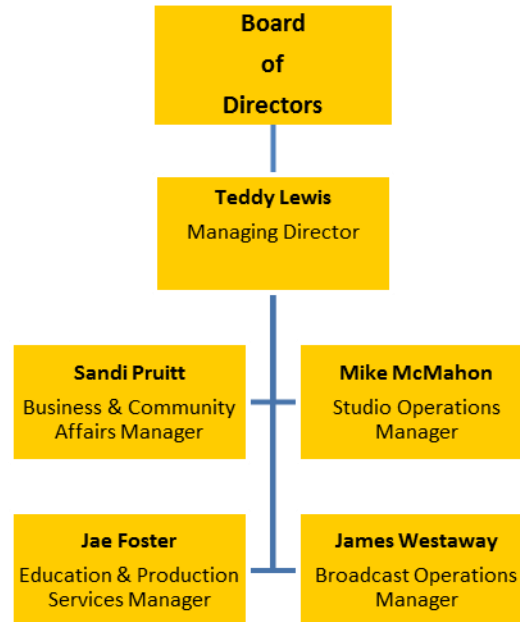 Board
of
Directors
Teddy Lewis
Managing Director
Sandi Pruitt
Business & Community
Affairs Manager
Mike McMahon
Studio Operations
Manager
Jae Foster
Education & Production
Services Manager
James Westaway
Broadcast Operations
Manager